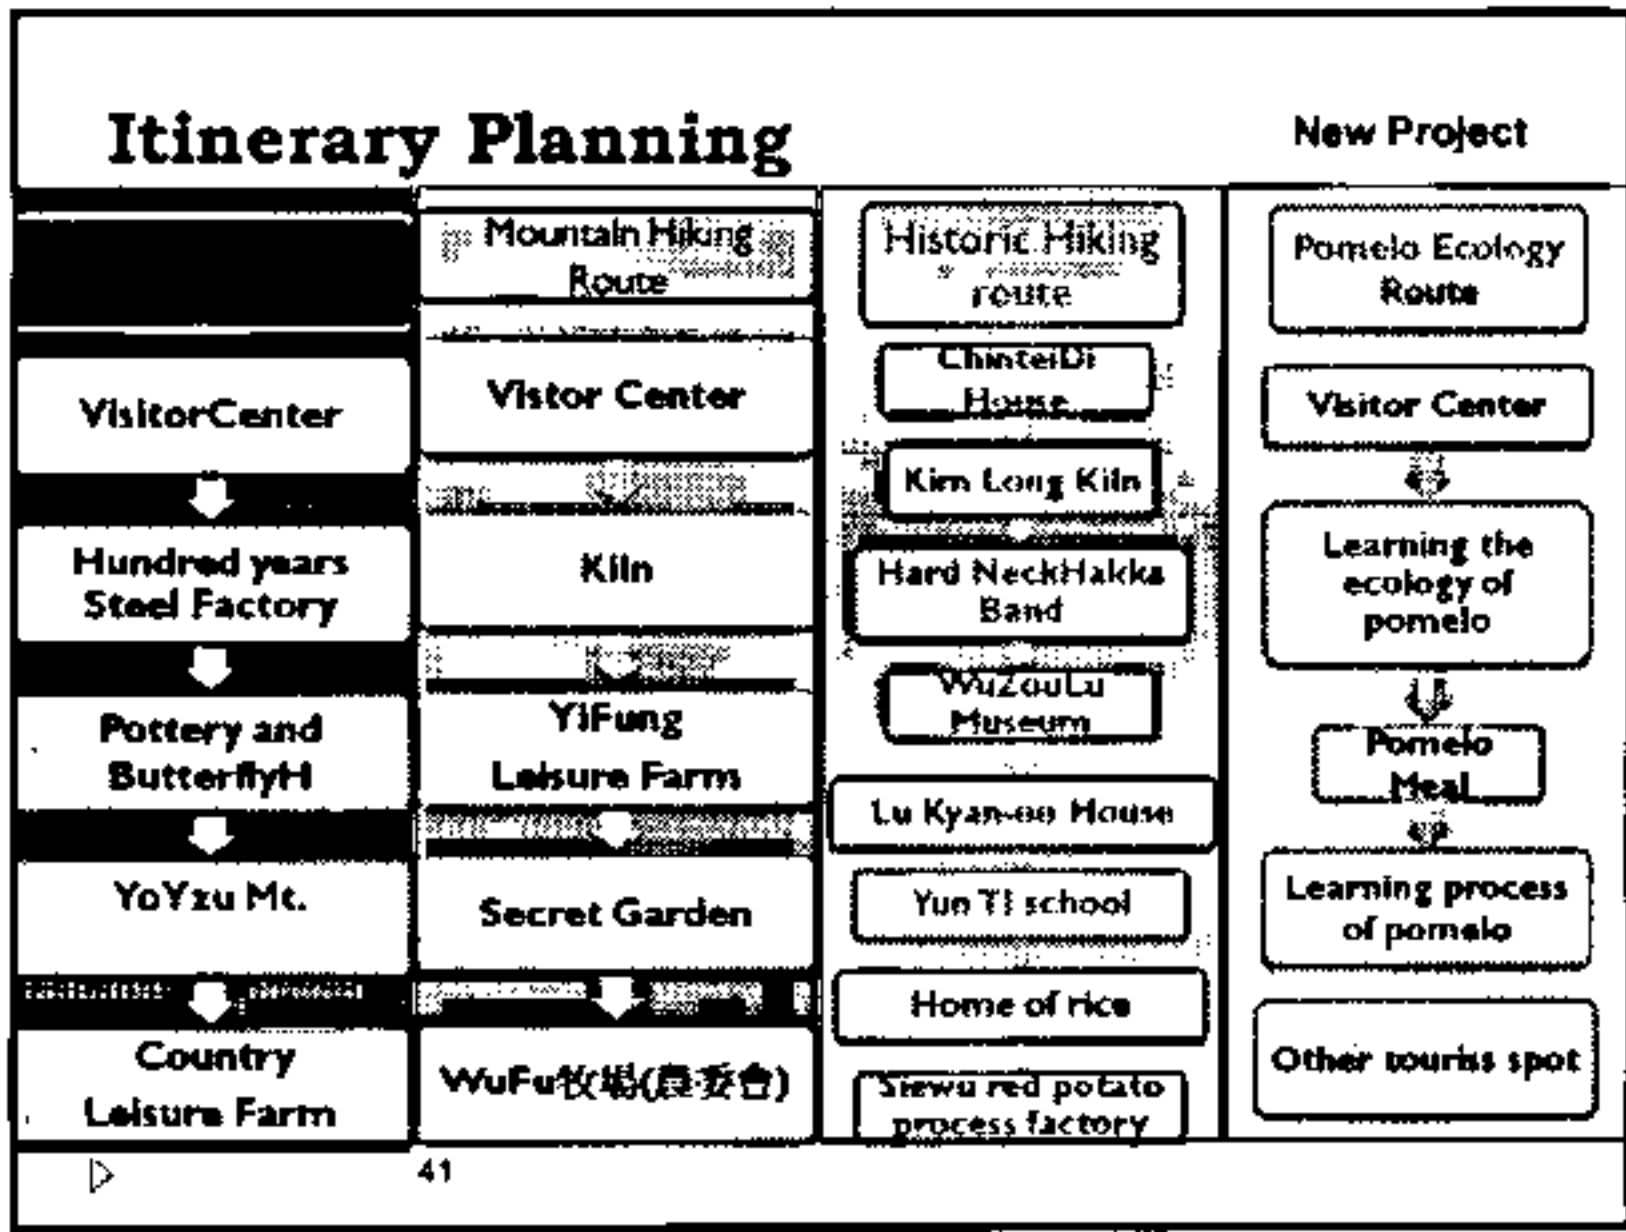 Itinerary Planning
New Project
VisitorCenter
Hundred years
Steel Factory
Pottery and
ButterflyH
YoYzu Mt.
Country
Leisure Farm
Mountain Hiking
Route
Vistor Center
Kiln
YiFung
Leisure Farm
Secret Garden
WuFu牧場(農委會)
Historic Hiking
route
ChinteiDi
House
Kim Long Kiln
Hard NeckHakka
Band
WuZouLu
Museum
Lu Kyan-oo House
Yun Ti school
Home of rice
Siewu red potato
process factory
Pomelo Ecology
Route
Visitor Center
Learning the
ecology of
pomelo
Pomelo
Meal
Learning process
of pomelo
Other touriss spot
41